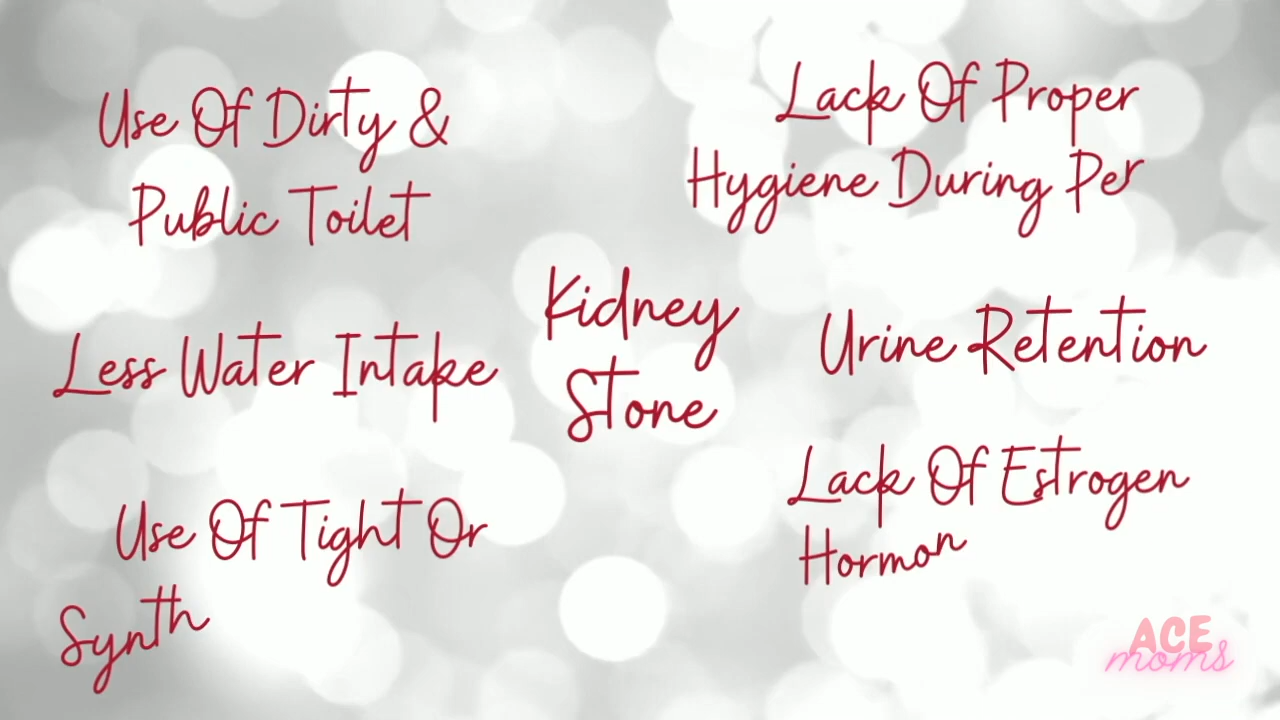 Use Of Dirty &
Public Toilet
Less Water Intake
Use Of Tight Or
Synth
Kidney
Stone
Lack Of Proper
Hygiene During Per
Urine Retention
Lack Of Estrogen
Hormon
ACE
moms